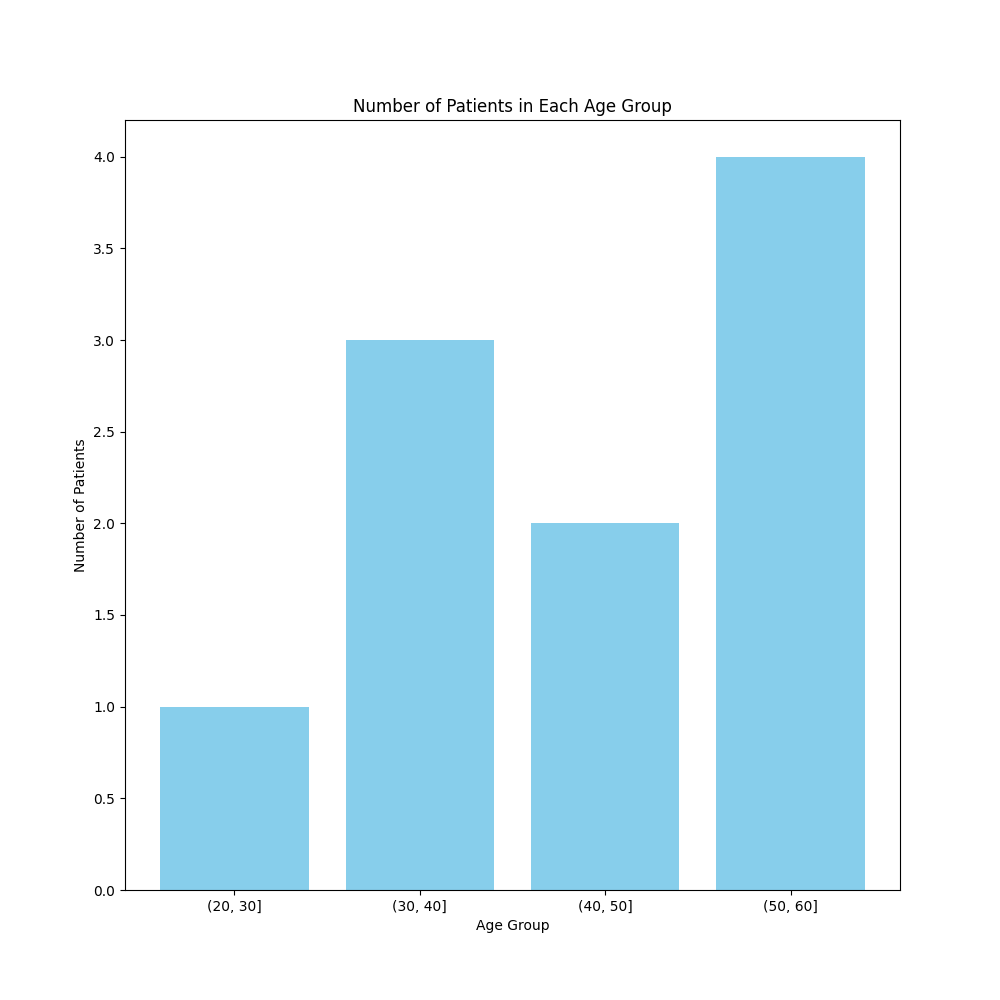 Number of Patients in Each Age Group
Number of Patients
4.0
3.5
3.0
2.5
2.0
1.5
1.0
0.5
0.0
(20, 30] (30, 40] (40, 50] (50, 60]
Age Group